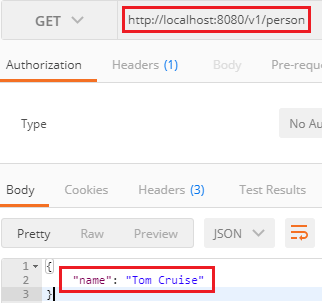 GET http://localhost:8080/v1/person
Authorization Headers (1) Body Pre-reque
Type No Au
Body Cookies Headers (3) Test Results
Pretty Raw Preview JSON
1 {
2 "name": "Tom Cruise"
3 }